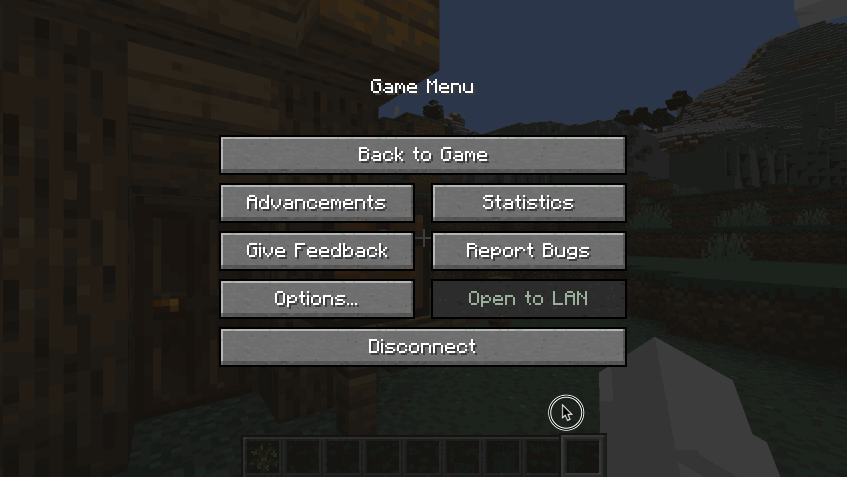 Game Menu
Back to Game
Advancements
Statistics
Give Feedback
Report Bugs
Options...
Open to LAN
Disconnect